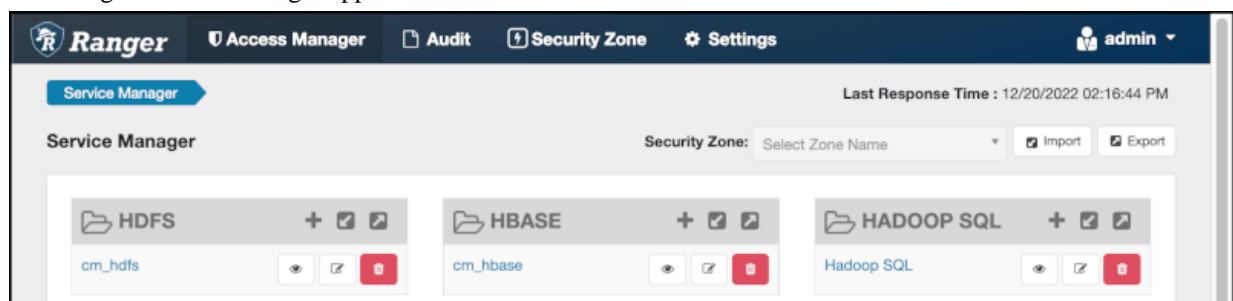 Ranger Access Manager Audit Security Zone Settings admin
Service Manager Last Response Time : 12/20/2022 02:16:44 PM
Service Manager Security Zone: Select Zone Name Import Export
HDFS HBASE HADOOP SQL
cm_hdfs cm_hbase Hadoop SQL